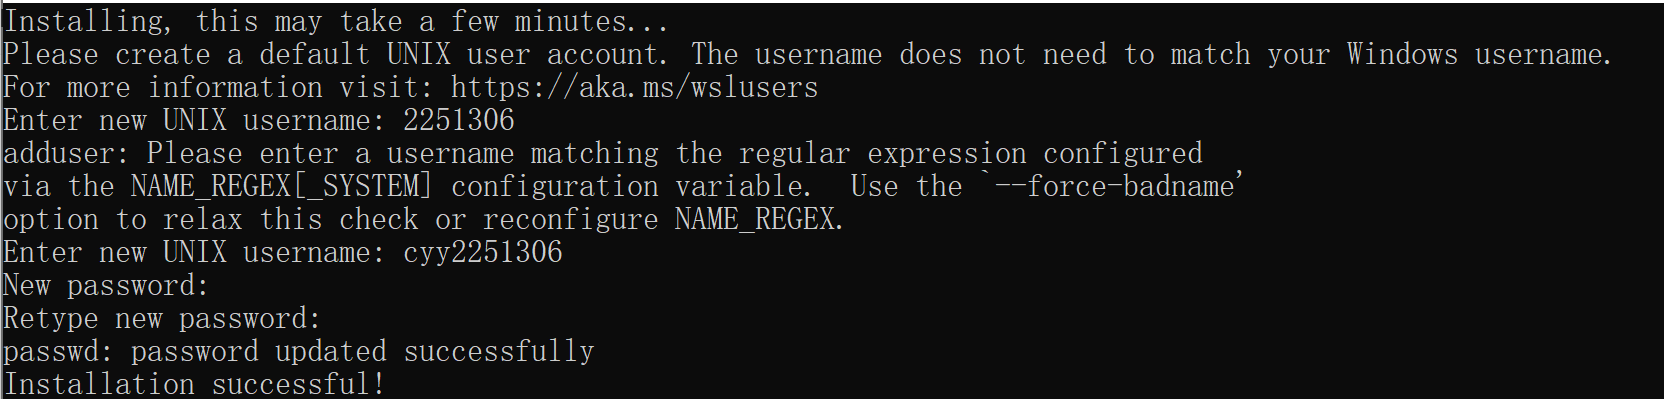 Installing, this may take a few minutes...
Please create a default UNIX user account. The username does not need to match your Windows username.
For more information visit: https://aka.ms/wslusers
Enter new UNIX username: 2251306
adduser: Please enter a username matching the regular expression configured
via the NAME_REGEX[_SYSTEM] configuration variable.  Use the `--force-badname'
option to relax this check or reconfigure NAME_REGEX.
Enter new UNIX username: cyy2251306
New password:
Retype new password:
passwd: password updated successfully
Installation successful!